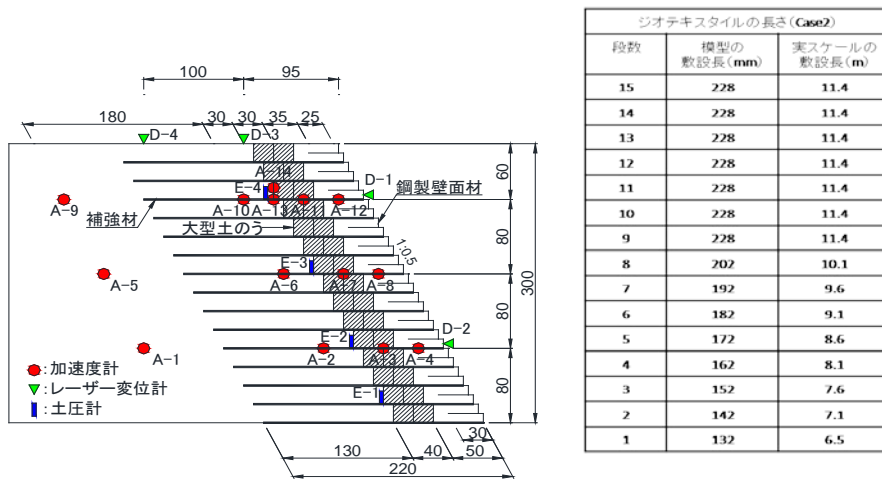 100
95
180
30
30
35
25
D-4
D-3
A-14
E-4
D-1
鋼製壁面材
A-9
A-10
A-13
A-11
A-12
補強材
大型土のう
1:0.5
E-3
A-5
A-6
A-7
A-8
E-2
D-2
A-1
A-2
A-3
A-4
:加速度計
:レーザー変位計
:土圧計
E-1
60
80
80
80
300
30
130
40
50
220
ジオテキスタイルの長さ(Case2)
段数 模型の敷設長(mm) 実スケールの敷設長(m)
15 228 11.4
14 228 11.4
13 228 11.4
12 228 11.4
11 228 11.4
10 228 11.4
9 228 11.4
8 202 10.1
7 192 9.6
6 182 9.1
5 172 8.6
4 162 8.1
3 152 7.6
2 142 7.1
1 132 6.5